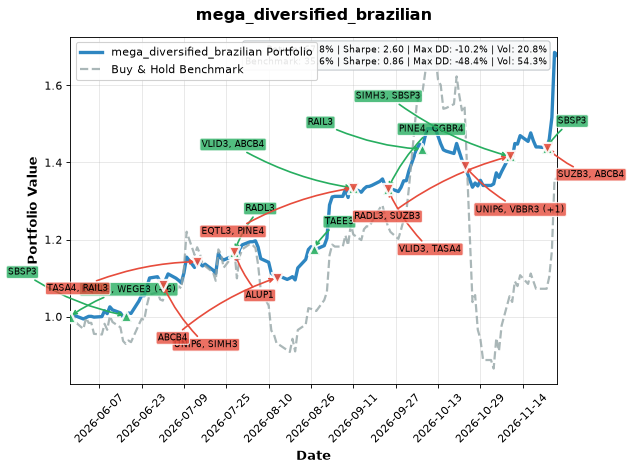 mega_diversified_brazilian
mega_diversified_brazilian Portfolio
Buy & Hold Benchmark
8% | Sharpe: 2.60 | Max DD: -10.2% | Vol: 20.8%
6% | Sharpe: 0.86 | Max DD: -48.4% | Vol: 54.3%
SIMH3, SBSP3
RAIL3
PINE4, GGBR4
SBSP3
VLID3, ABCB4
SUZB3, ABCB4
RADL3
RADL3, SUZB3
UNIP6, VBBR3 (+1)
TAEE
EQTL3, PINE4
VLID3, TASA4
SBSP3
ALUP1
TASA4, RAIL3
, WEGE3
ABCB4
UNIP6, SIMH3
Portfolio Value
1.6
1.4
1.2
1.0
2026-06-07
2026-06-23
2026-07-09
2026-07-25
2026-08-10
2026-08-26
2026-09-11
2026-09-27
2026-10-13
2026-10-29
2026-11-14
Date